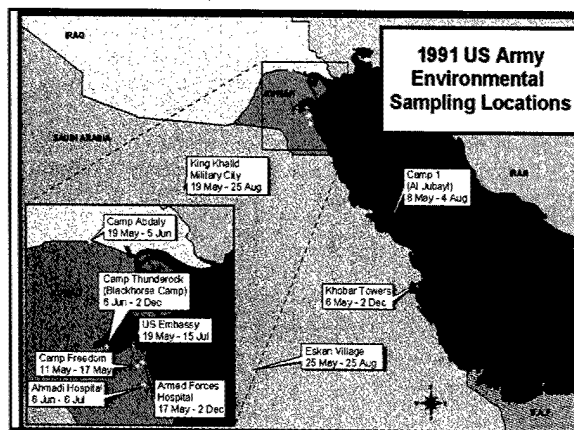 1991 US Army
Environmental
Sampling Locations
IRAQ
KUWAIT
SAUDI ARABIA
IRAN
King Khalid
Military City
19 May - 25 Aug
Camp 1
(Al Jubayl)
8 May - 4 Aug
Camp Abdaly
19 May - 5 Jun
Camp Thunderock
(Blackhorse Camp)
6 Jun - 2 Dec
US Embassy
19 May - 15 Jul
Khobar Towers
6 May - 2 Dec
Camp Freedom
11 May - 17 May
Eskan Village
25 May - 25 Aug
Ahmadi Hospital
6 Jun - 6 Jul
Armed Forces
Hospital
17 May - 2 Dec
U.A.E.